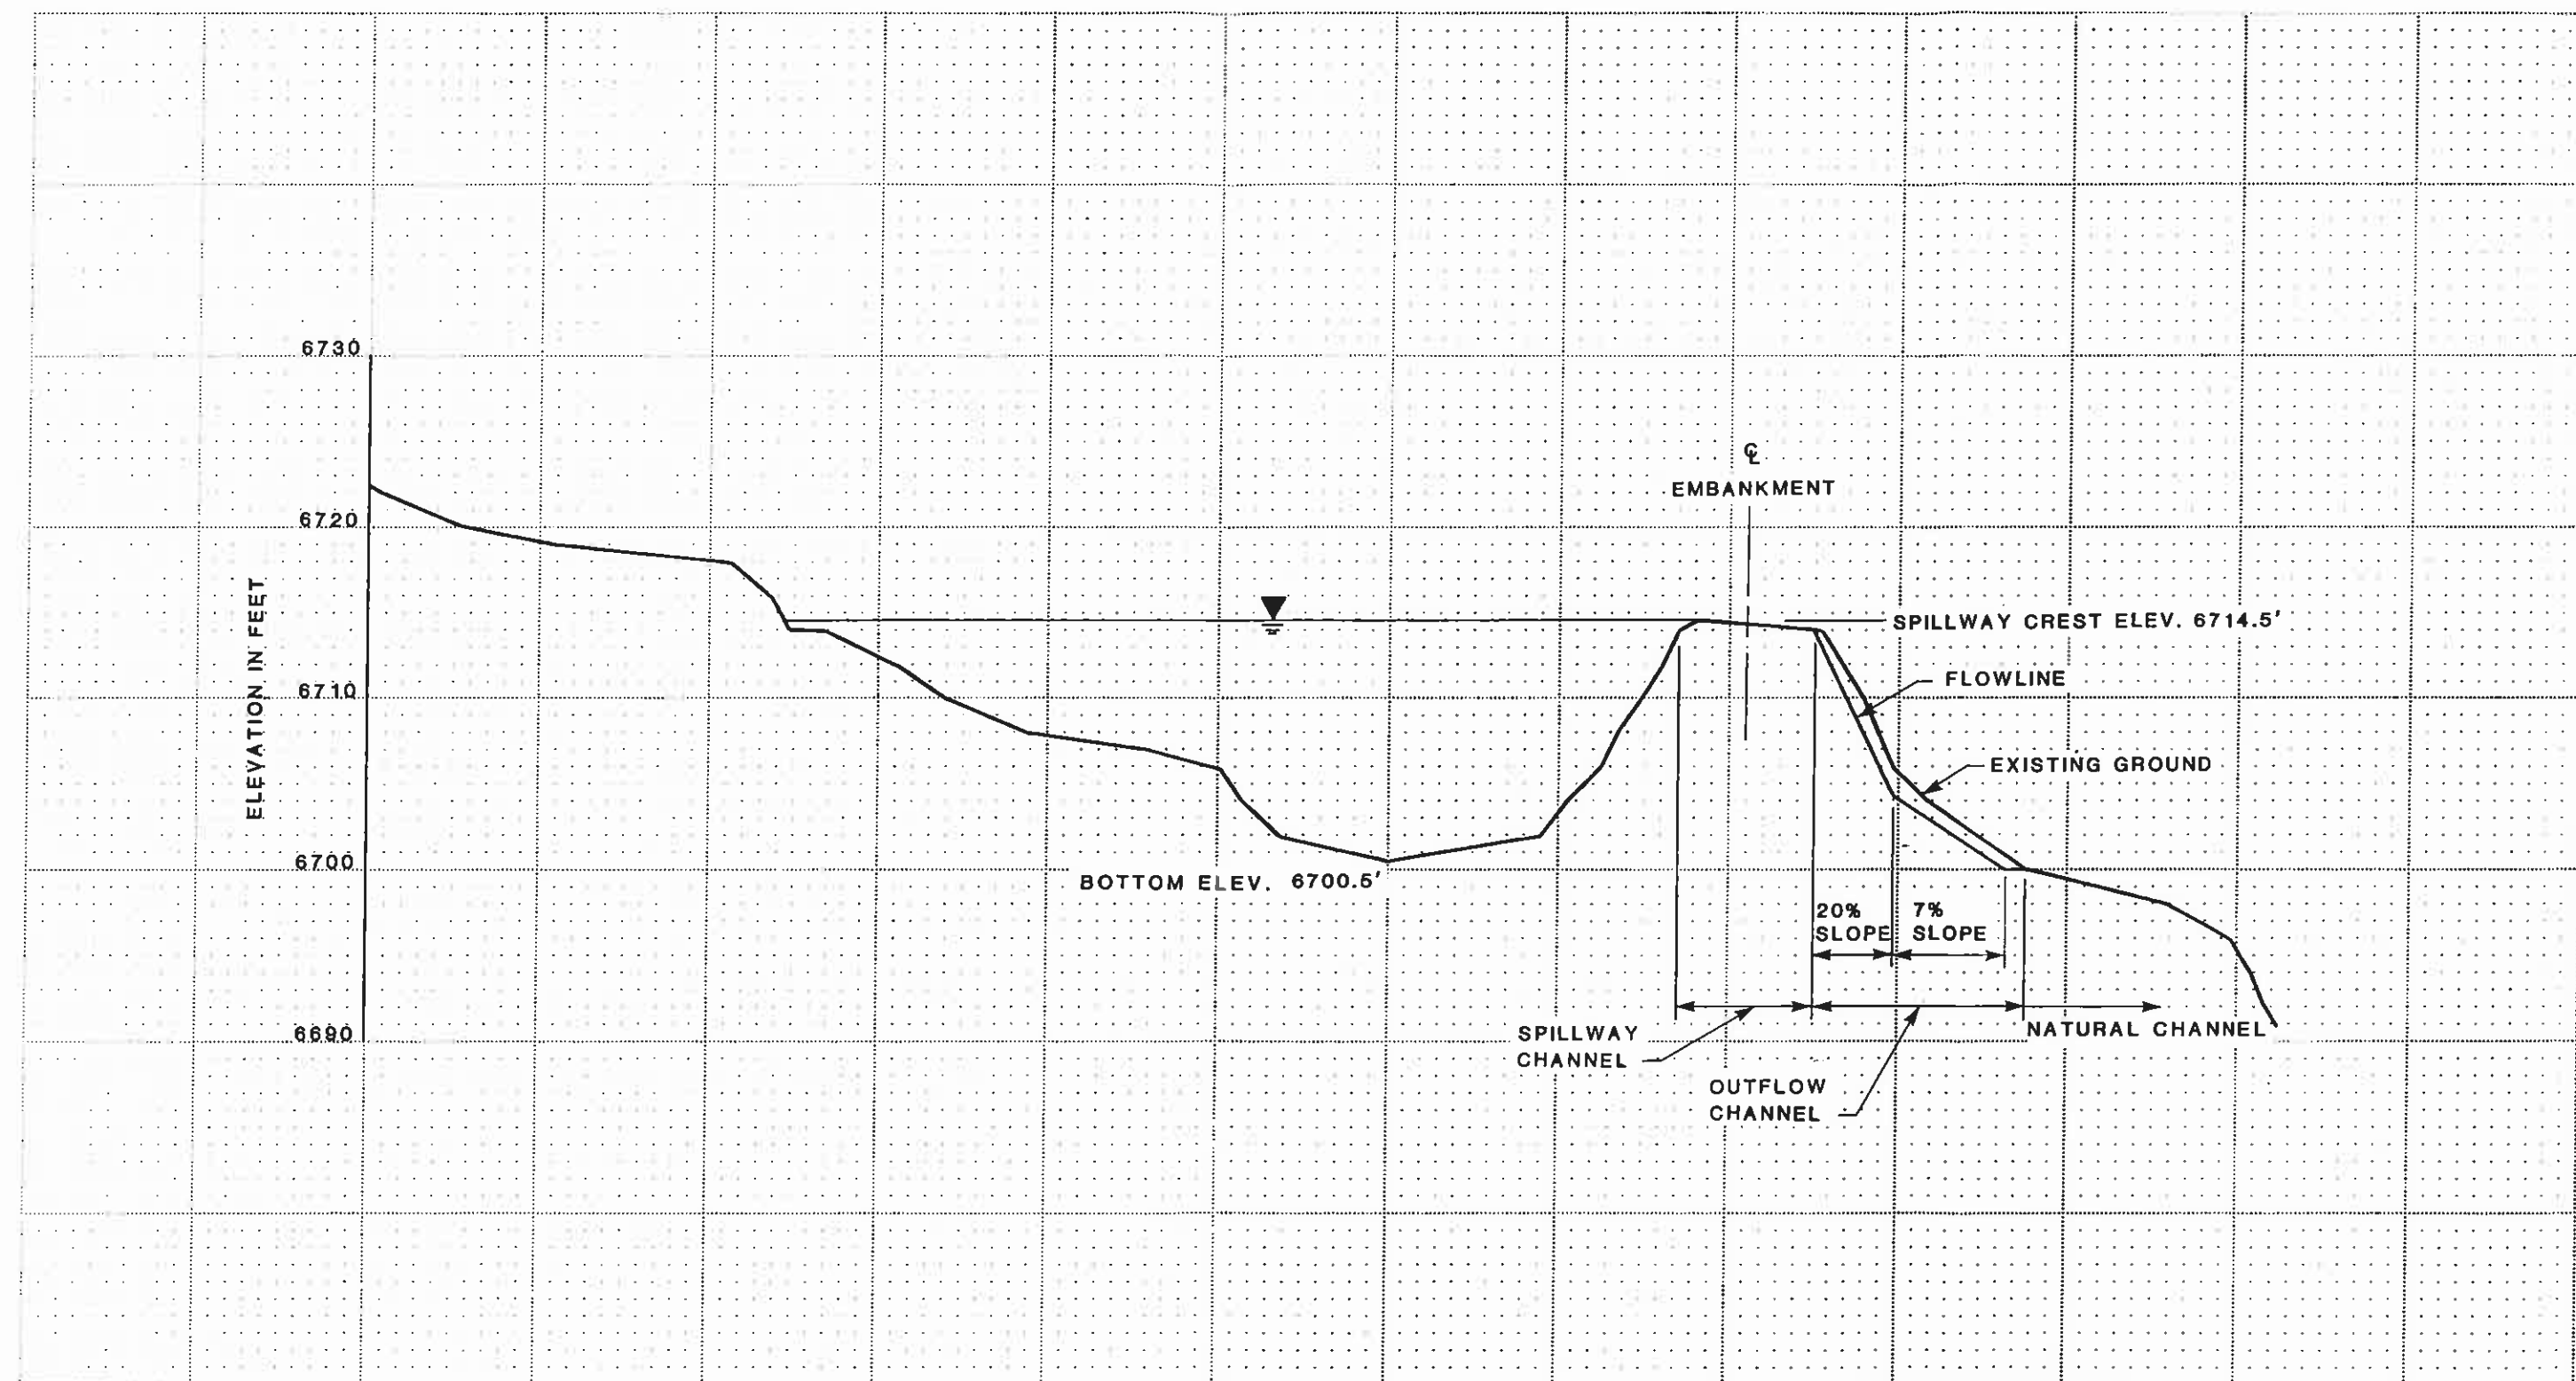 6730
℄
EMBANKMENT
6720
ELEVATION IN FEET
SPILLWAY CREST ELEV. 6714.5'
FLOWLINE
6710
EXISTING GROUND
6700
BOTTOM ELEV. 6700.5'
20% SLOPE
7% SLOPE
6690
SPILLWAY
CHANNEL
NATURAL CHANNEL
OUTFLOW
CHANNEL